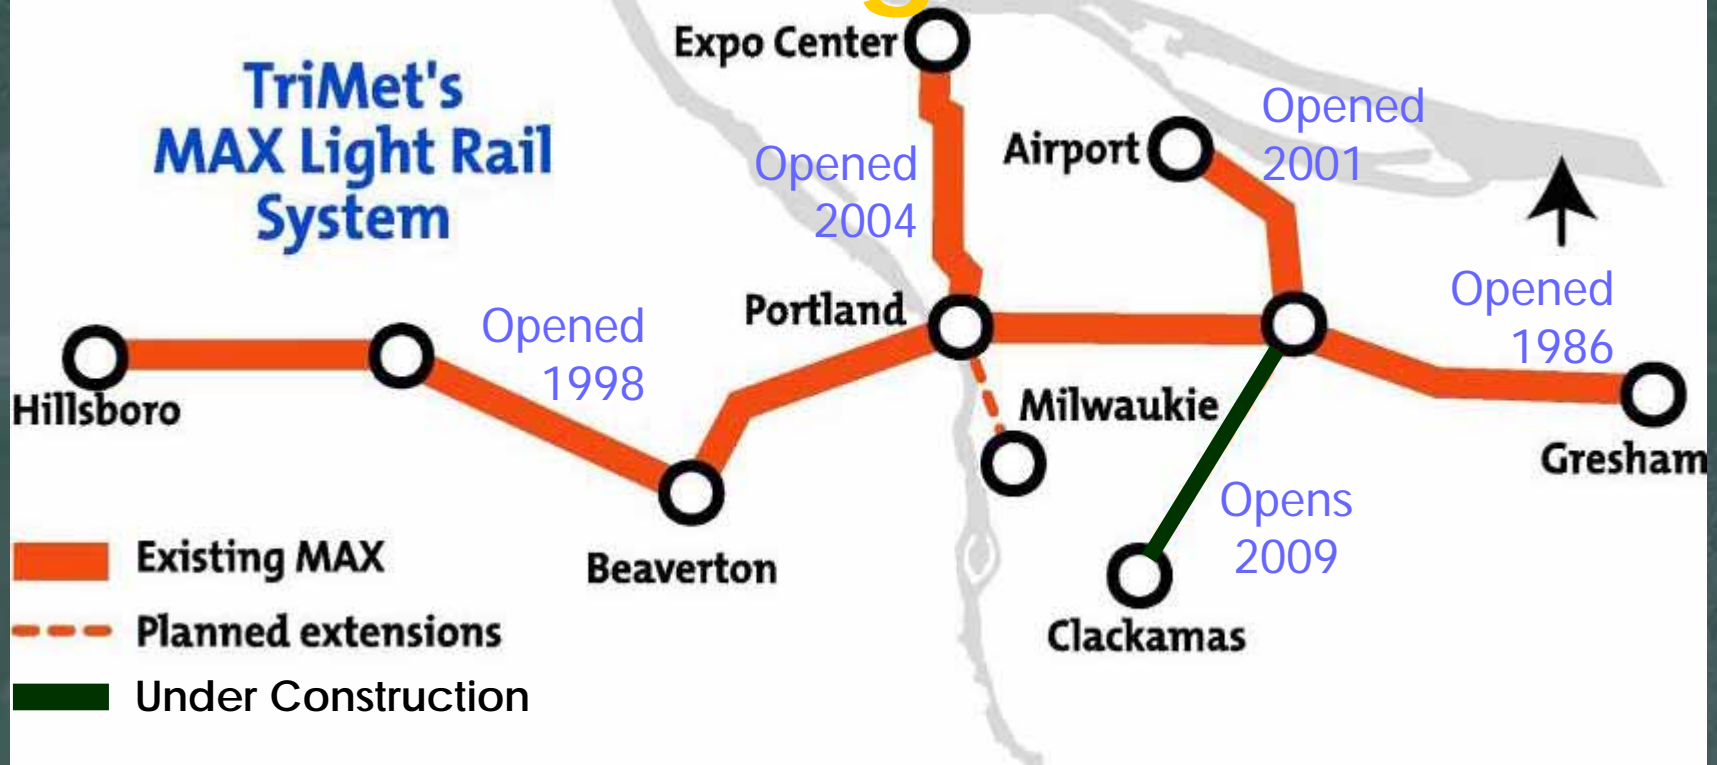 TriMet's
MAX Light Rail
System
Expo Center
Opened
2004
Airport
Opened
2001
Portland
Opened
1998
Opened
1986
Hillsboro
Milwaukie
Gresham
Beaverton
Opens
2009
Clackamas
Existing MAX
Planned extensions
Under Construction